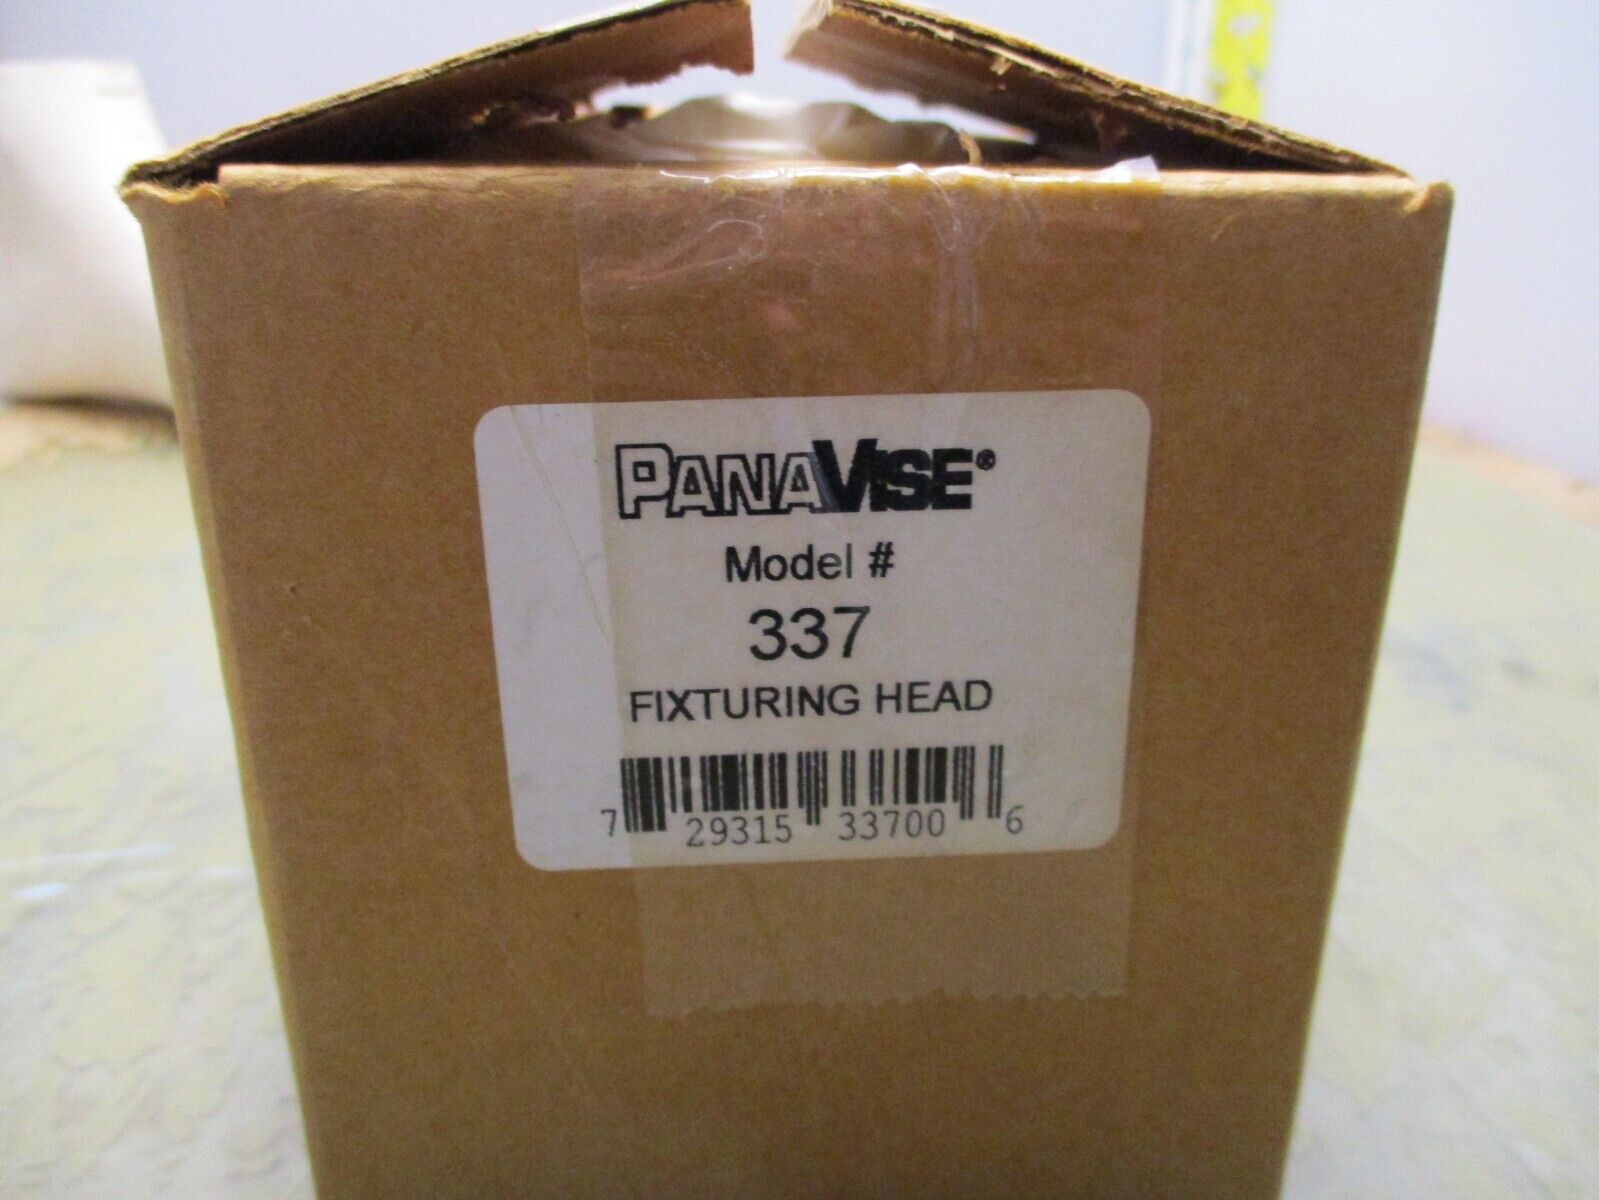 PANAVISE®
Model #
337
FIXTURING HEAD
7 29315 33700 6